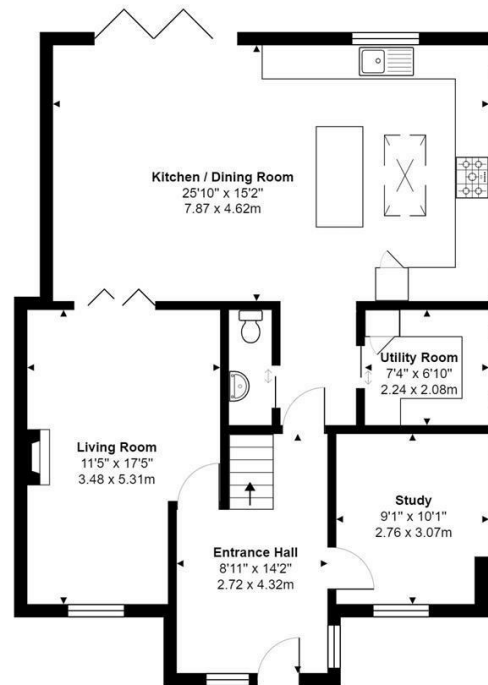 Kitchen / Dining Room
25'10" x 15'2"
7.87 x 4.62m
Utility Room
7'4" x 6'10"
2.24 x 2.08m
Living Room
11'5" x 17'5"
3.48 x 5.31m
Study
9'1" x 10'1"
2.76 x 3.07m
Entrance Hall
8'11" x 14'2"
2.72 x 4.32m